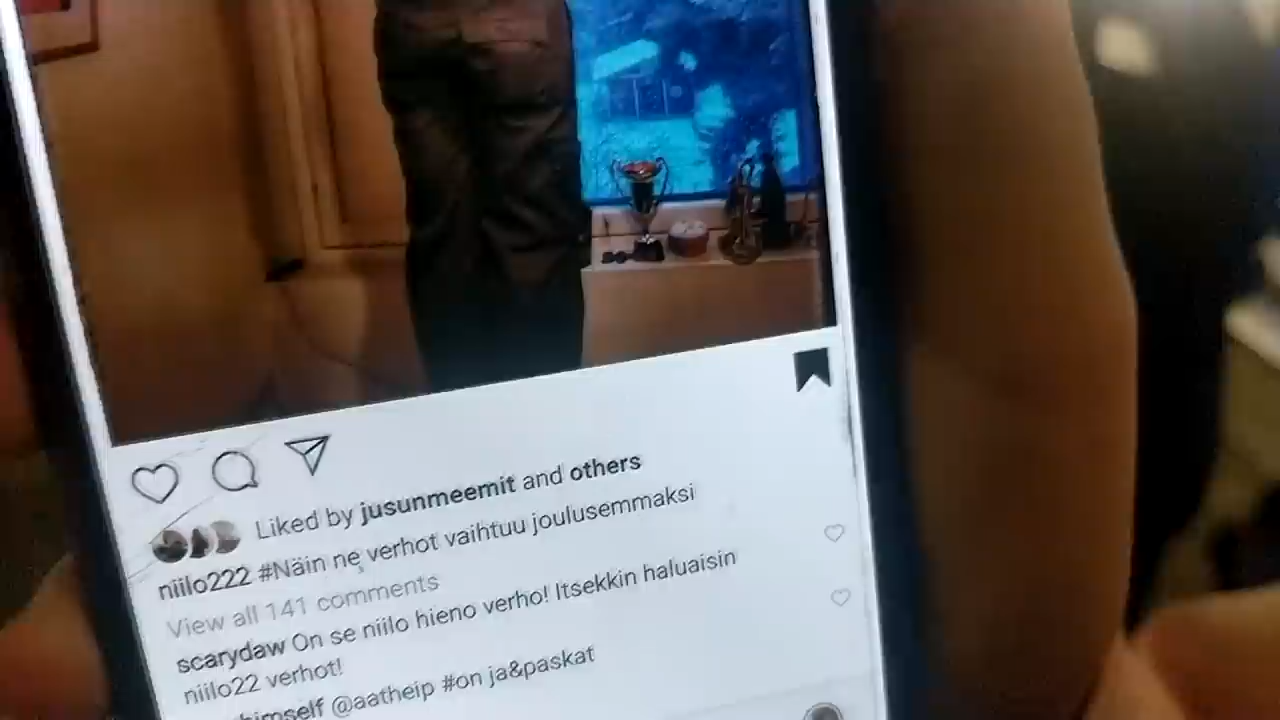 Liked by jusunmeemit and others
niilo222 #Näin ne verhot vaihtuu joulusemmaksi
View all 141 comments
scarydaw On se niilo hieno verho! Itsekkin haluaisin
niilo22 verhot!
himself @aatheip #on ja&paskat